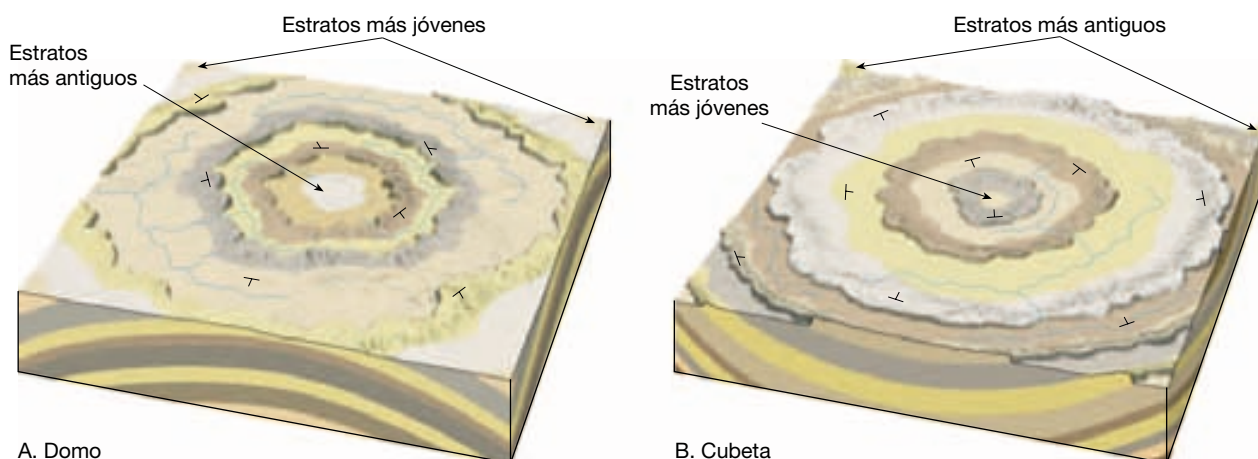 Estratos más jóvenes
Estratos
más antiguos
A. Domo
Estratos más antiguos
Estratos
más jóvenes
B. Cubeta